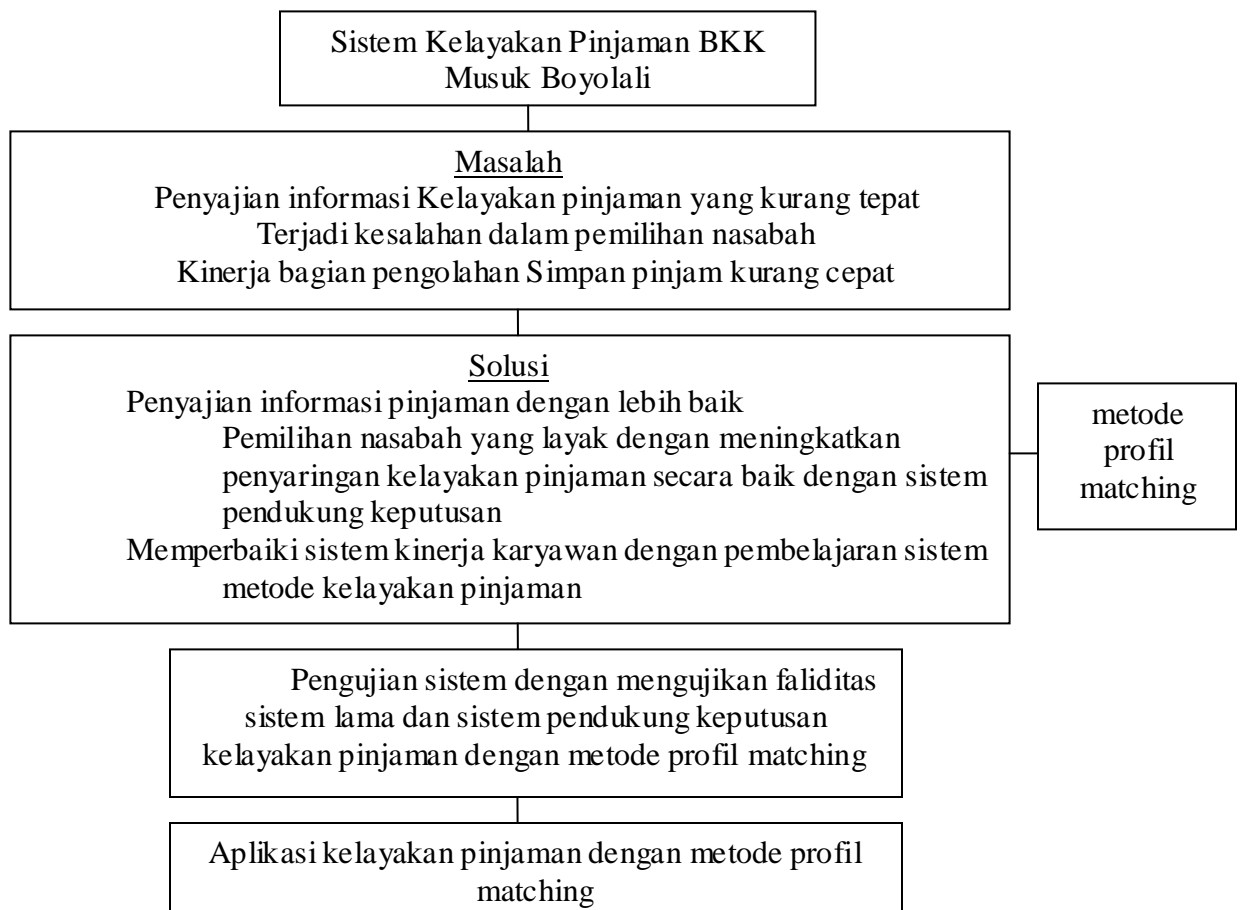 Sistem Kelayakan Pinjaman BKK
Musuk Boyolali
Masalah
Penyajian informasi Kelayakan pinjaman yang kurang tepat
Terjadi kesalahan dalam pemilihan nasabah
Kinerja bagian pengolahan Simpan pinjam kurang cepat
Solusi
Penyajian informasi pinjaman dengan lebih baik
Pemilihan nasabah yang layak dengan meningkatkan
penyaringan kelayakan pinjaman secara baik dengan sistem
pendukung keputusan
Memperbaiki sistem kinerja karyawan dengan pembelajaran sistem
metode kelayakan pinjaman
metode
profil
matching
Pengujian sistem dengan mengujikan faliditas
sistem lama dan sistem pendukung keputusan
kelayakan pinjaman dengan metode profil matching
Aplikasi kelayakan pinjaman dengan metode profil
matching